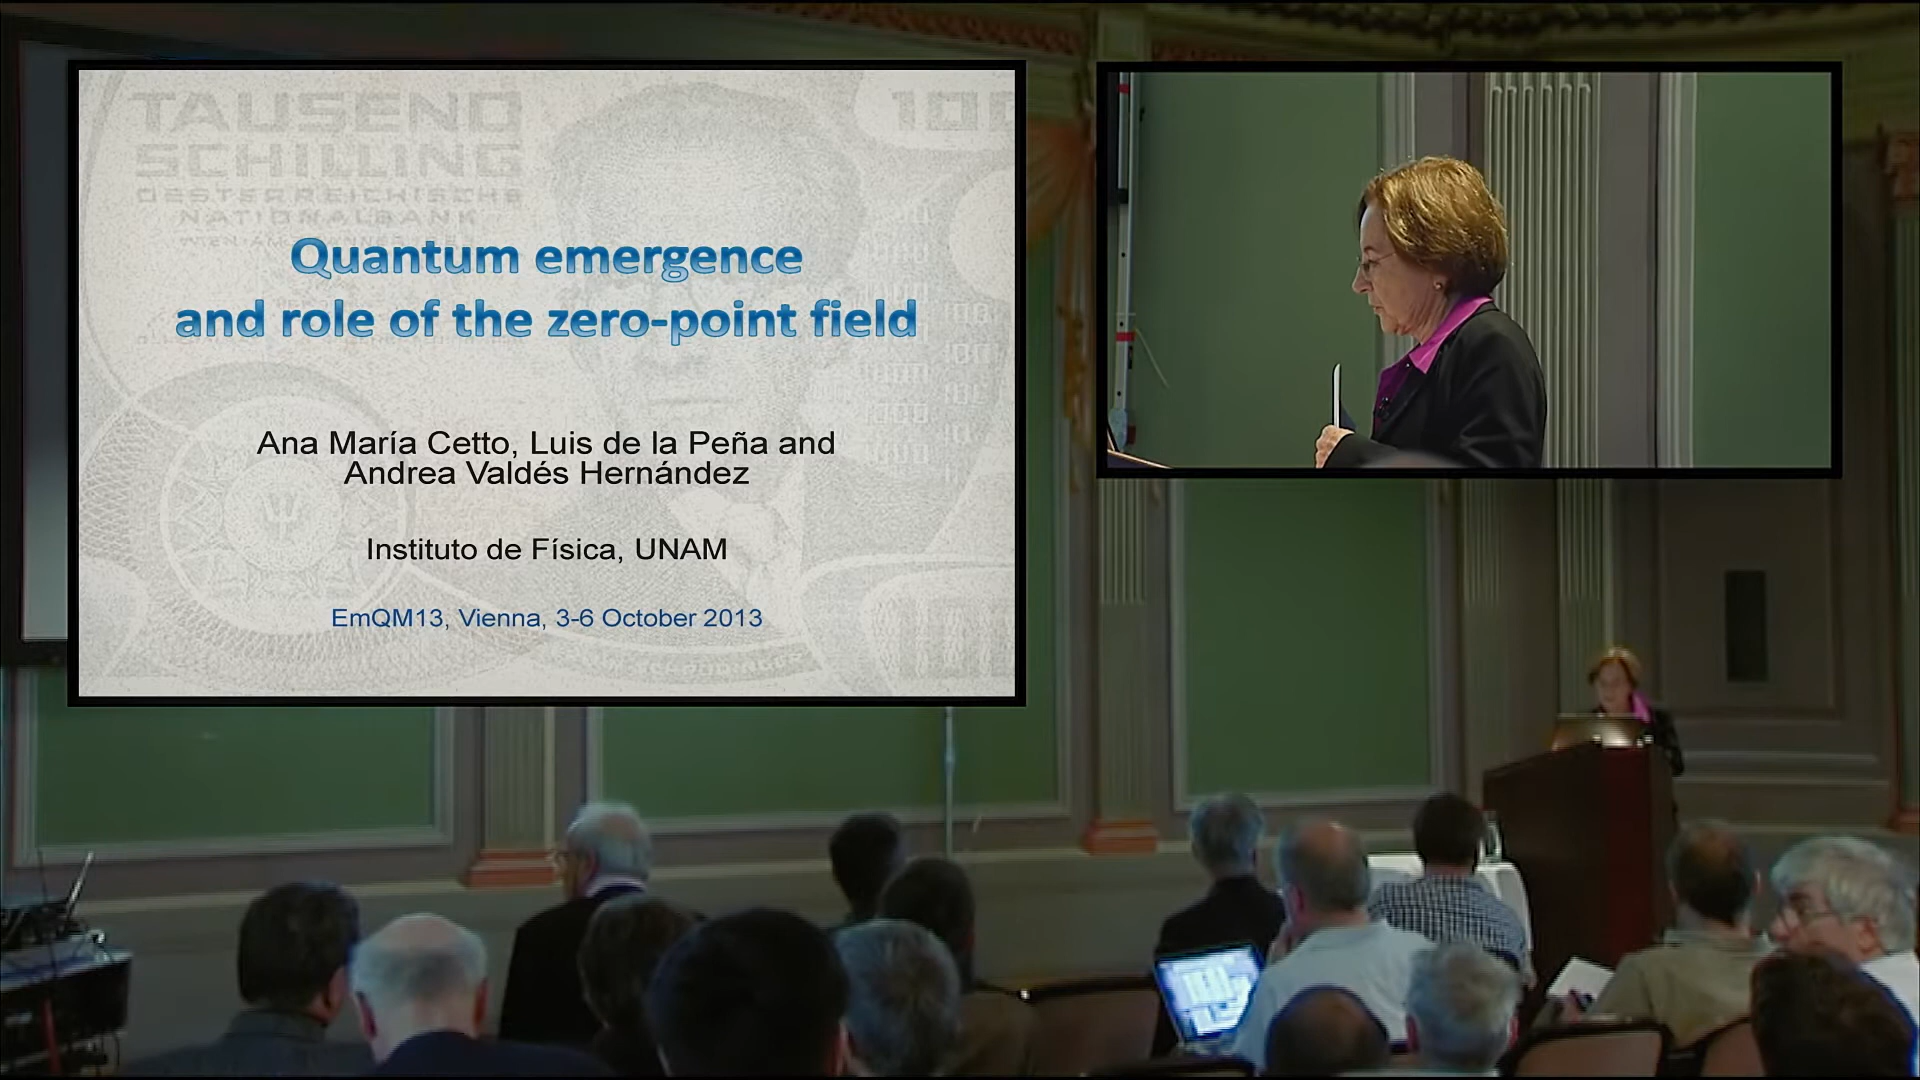 TAUSEND
SCHILLING
OESTERREICHISCHE
NATIONALBANK
Quantum emergence
and role of the zero-point field
Ana María Cetto, Luis de la Peña and
Andrea Valdés Hernández
Instituto de Física, UNAM
EmQM13, Vienna, 3-6 October 2013